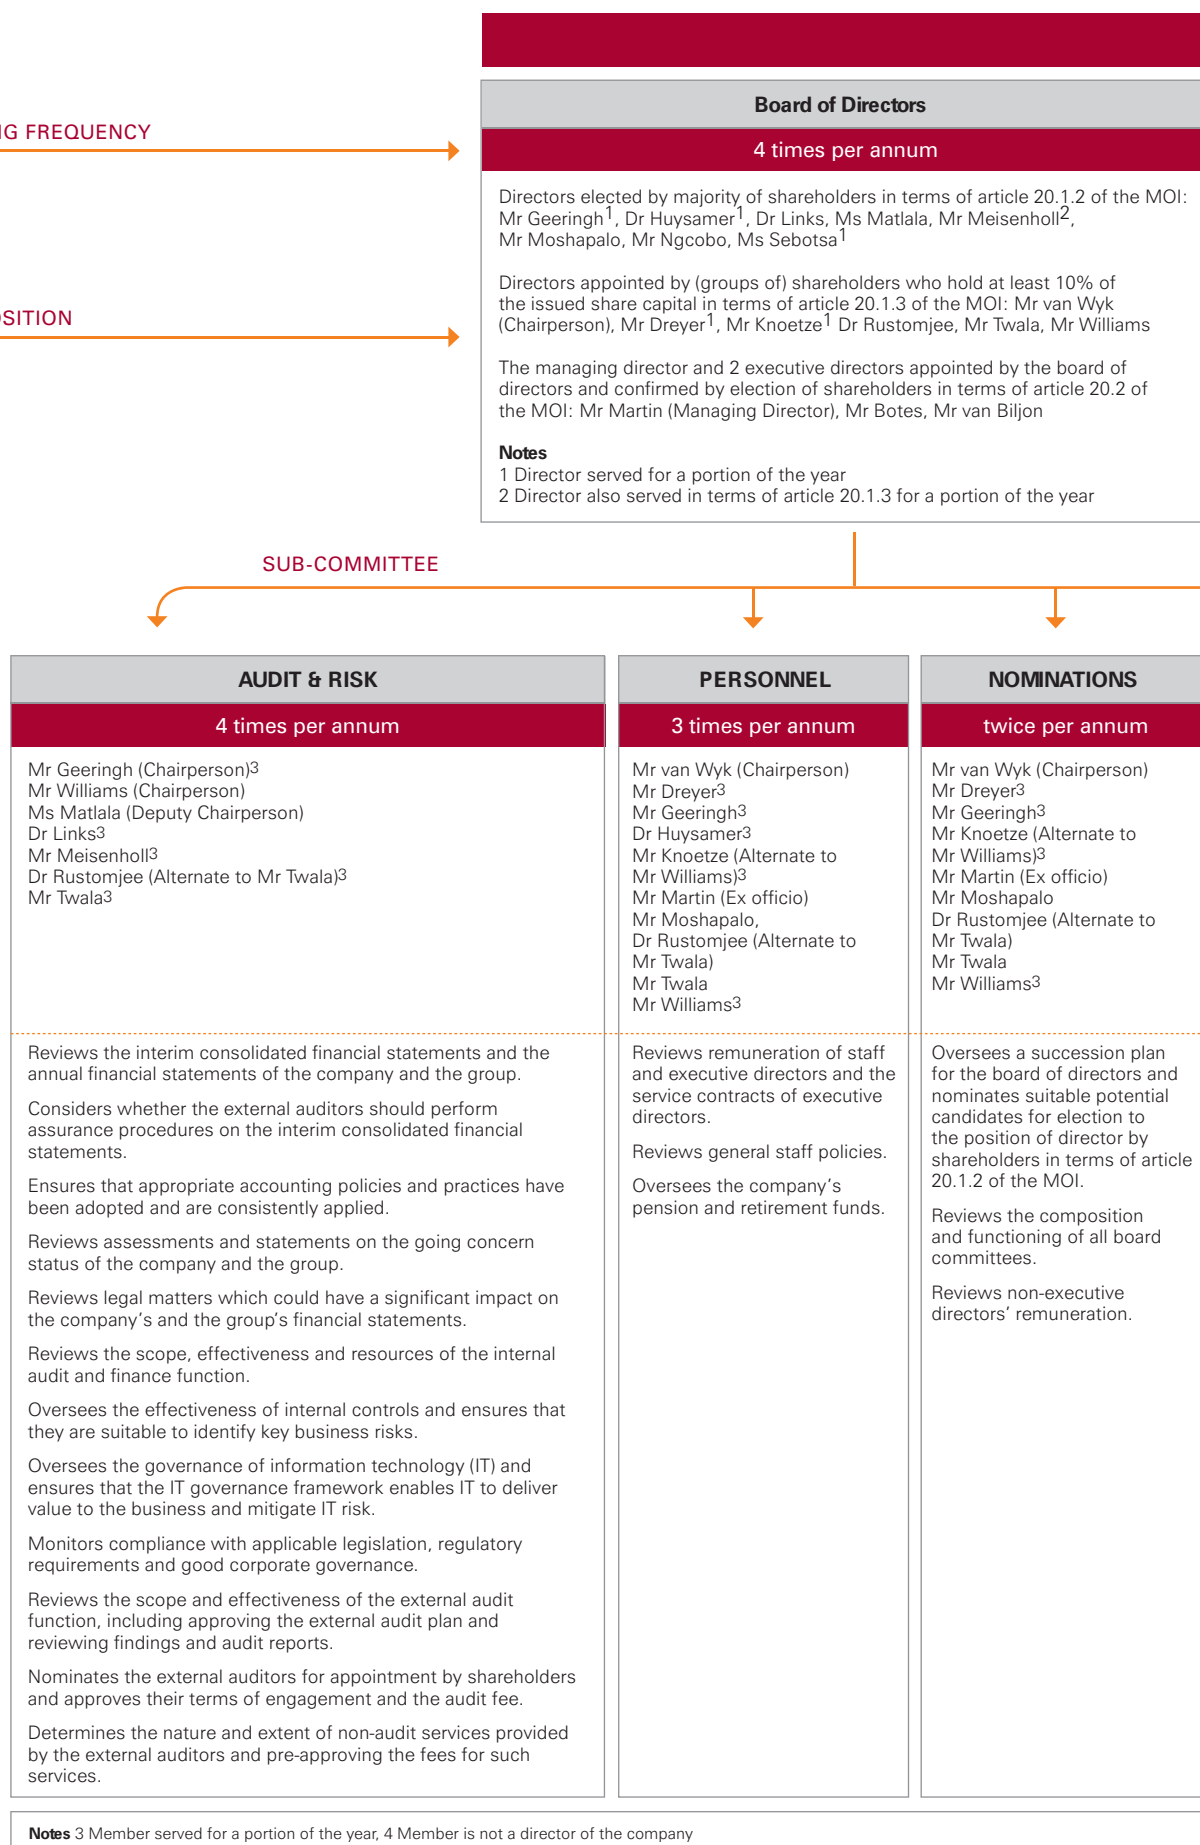 Board of Directors
NG FREQUENCY
4 times per annum
Directors elected by majority of shareholders in terms of article 20.1.2 of the MOI:
Mr Geeringh1, Dr Huysamer1, Dr Links, Ms Matlala, Mr Meisenholl2,
Mr Moshapalo, Mr Ngcobo, Ms Sebotsa1
Directors appointed by (groups of) shareholders who hold at least 10% of
the issued share capital in terms of article 20.1.3 of the MOI: Mr van Wyk
(Chairperson), Mr Dreyer1, Mr Knoetze1 Dr Rustomjee, Mr Twala, Mr Williams
OSITION
The managing director and 2 executive directors appointed by the board of
directors and confirmed by election of shareholders in terms of article 20.2 of
the MOI: Mr Martin (Managing Director), Mr Botes, Mr van Biljon
Notes
1 Director served for a portion of the year
2 Director also served in terms of article 20.1.3 for a portion of the year
SUB-COMMITTEE
AUDIT & RISK
4 times per annum
Mr Geeringh (Chairperson)3
Mr Williams (Chairperson)
Ms Matlala (Deputy Chairperson)
Dr Links3
Mr Meisenholl3
Dr Rustomjee (Alternate to Mr Twala)3
Mr Twala3
Reviews the interim consolidated financial statements and the
annual financial statements of the company and the group.
Considers whether the external auditors should perform
assurance procedures on the interim consolidated financial
statements.
Ensures that appropriate accounting policies and practices have
been adopted and are consistently applied.
Reviews assessments and statements on the going concern
status of the company and the group.
Reviews legal matters which could have a significant impact on
the company's and the group's financial statements.
Reviews the scope, effectiveness and resources of the internal
audit and finance function.
Oversees the effectiveness of internal controls and ensures that
they are suitable to identify key business risks.
Oversees the governance of information technology (IT) and
ensures that the IT governance framework enables IT to deliver
value to the business and mitigate IT risk.
Monitors compliance with applicable legislation, regulatory
requirements and good corporate governance.
Reviews the scope and effectiveness of the external audit
function, including approving the external audit plan and
reviewing findings and audit reports.
Nominates the external auditors for appointment by shareholders
and approves their terms of engagement and the audit fee.
Determines the nature and extent of non-audit services provided
by the external auditors and pre-approving the fees for such
services.
PERSONNEL
3 times per annum
Mr van Wyk (Chairperson)
Mr Dreyer3
Mr Geeringh3
Dr Huysamer3
Mr Knoetze (Alternate to
Mr Williams)3
Mr Martin (Ex officio)
Mr Moshapalo,
Dr Rustomjee (Alternate to
Mr Twala)
Mr Twala
Mr Williams3
Reviews remuneration of staff
and executive directors and the
service contracts of executive
directors.
Reviews general staff policies.
Oversees the company's
pension and retirement funds.
NOMINATIONS
twice per annum
Mr van Wyk (Chairperson)
Mr Dreyer3
Mr Geeringh3
Mr Knoetze (Alternate to
Mr Williams)3
Mr Martin (Ex officio)
Mr Moshapalo
Dr Rustomjee (Alternate to
Mr Twala)
Mr Twala
Mr Williams3
Oversees a succession plan
for the board of directors and
nominates suitable potential
candidates for election to
the position of director by
shareholders in terms of article
20.1.2 of the MOI.
Reviews the composition
and functioning of all board
committees.
Reviews non-executive
directors' remuneration.
Notes 3 Member served for a portion of the year, 4 Member is not a director of the company